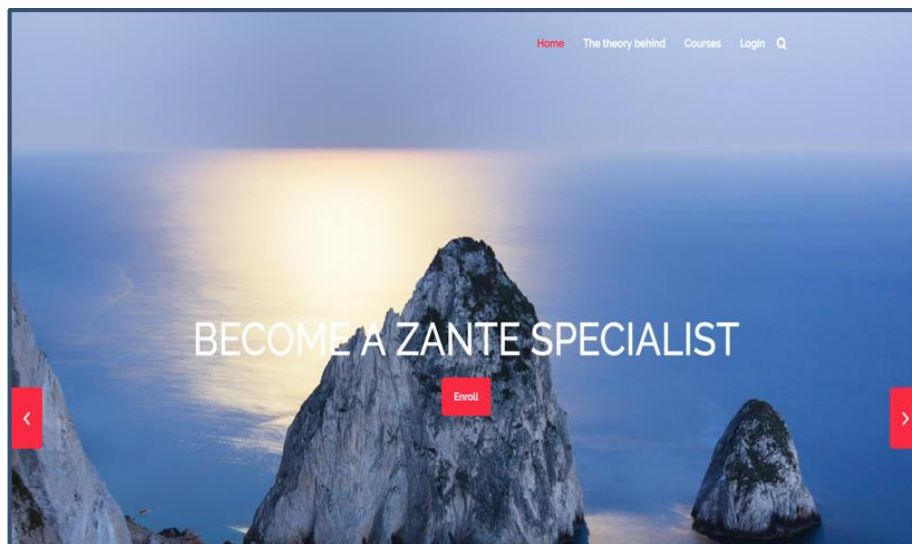 Home The theory behind Courses Login
BECOME A ZANTE SPECIALIST
Enroll